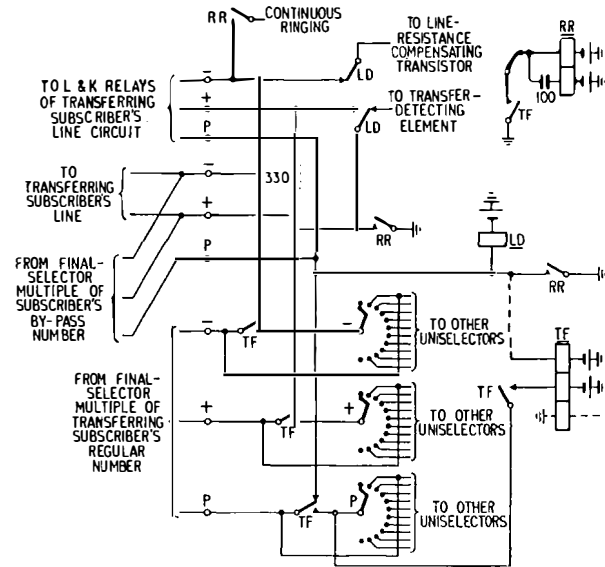 RR
CONTINUOUS
RINGING
TO LINE-
RESISTANCE
COMPENSATING
TRANSISTOR
RR
TO L & K RELAYS
OF TRANSFERRING
SUBSCRIBER'S
LINE CIRCUIT
−
+
P
LD
100
TF
TO TRANSFER-
DETECTING
ELEMENT
LD
TO
TRANSFERRING
SUBSCRIBER'S
LINE
−
+
330
RR
LD
RR
FROM FINAL-
SELECTOR
MULTIPLE OF
SUBSCRIBER'S
BY-PASS
NUMBER
P
−
TF
−
TO OTHER
UNISELECTORS
TF
TF
FROM FINAL-
SELECTOR
MULTIPLE OF
TRANSFERRING
SUBSCRIBER'S
REGULAR
NUMBER
+
TF
+
TO OTHER
UNISELECTORS
P
TF
P
TO OTHER
UNISELECTORS